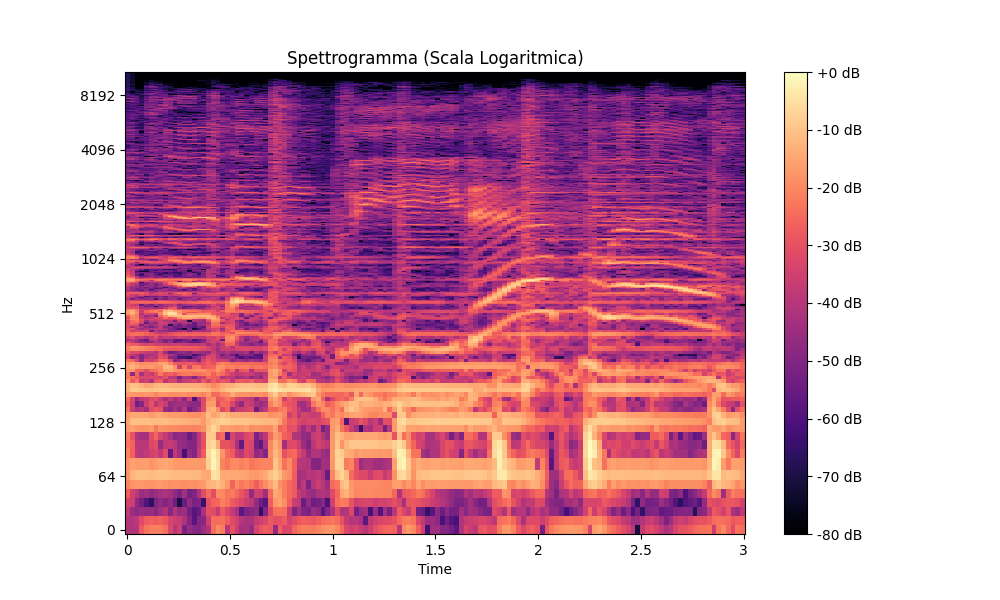 Spettrogramma (Scala Logaritmica)
Hz
8192
4096
2048
1024
512
256
128
64
0
0
0.5
1
1.5
2
2.5
3
Time
+0 dB
-10 dB
-20 dB
-30 dB
-40 dB
-50 dB
-60 dB
-70 dB
-80 dB